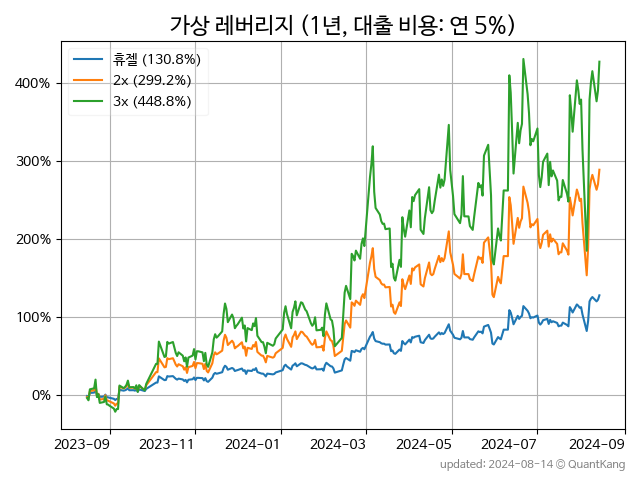 가상 레버리지 (1년, 대출 비용: 연 5%)
휴젤 (130.8%)
2x (299.2%)
3x (448.8%)
400%
300%
200%
100%
0%
2023-09 2023-11 2024-01 2024-03 2024-05 2024-07 2024-09
updated: 2024-08-14 © QuantKang